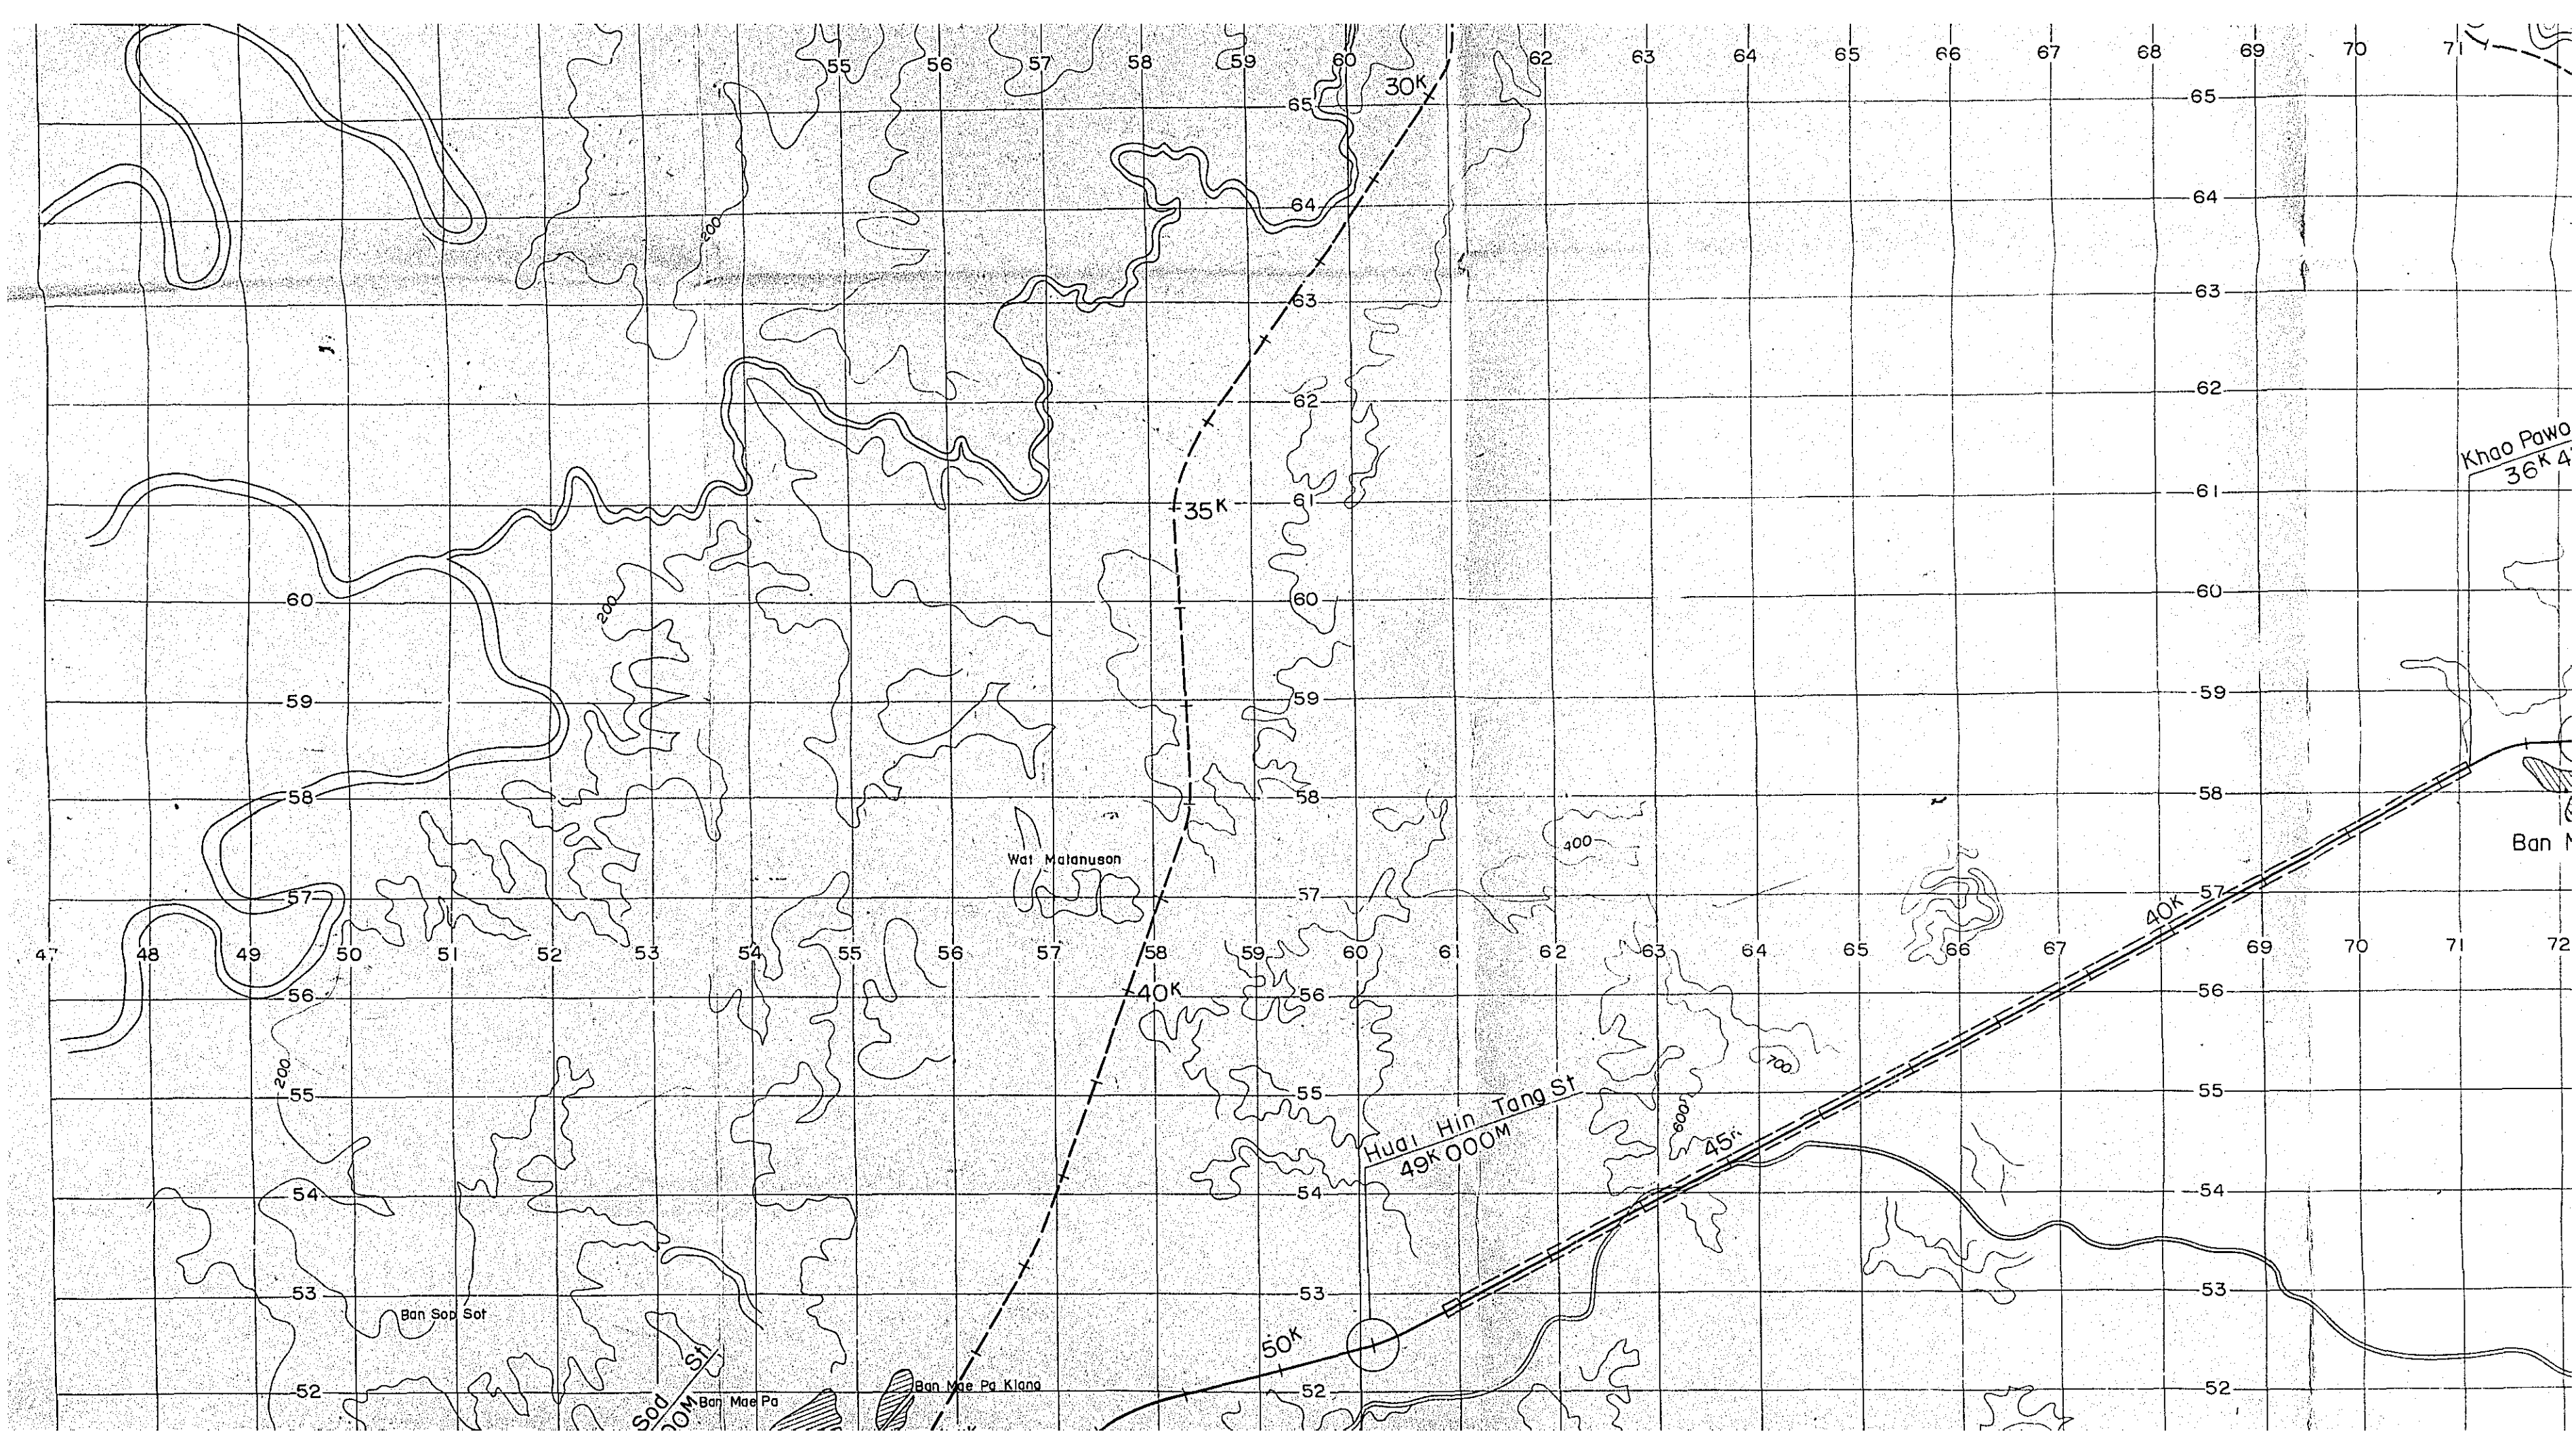 55 56 57 58 59 60 62 63 64 65 66 67 68 69 70 71
30K
65 65
64 64
200
63 63
62 62
Khao Pawo
36K 4
35K 61 61
60 60 60
200
59 59 59
58 58 58
400
Ban
Wat Matanuson
57 57 57
40K
47 48 49 50 51 52 53 54 55 56 57 58 59 60 61 62 63 64 65 66 67 69 70 71 72
56 40K 56 56
700
200
55 55 55
600
Huai Hin Tang St
49K 000M
45K
54 54 54
53 53 53
Ban Sop Sot
50K
Sod St
00M
52 52 52
Ban Mae Pa Klang
Ban Mae Pa